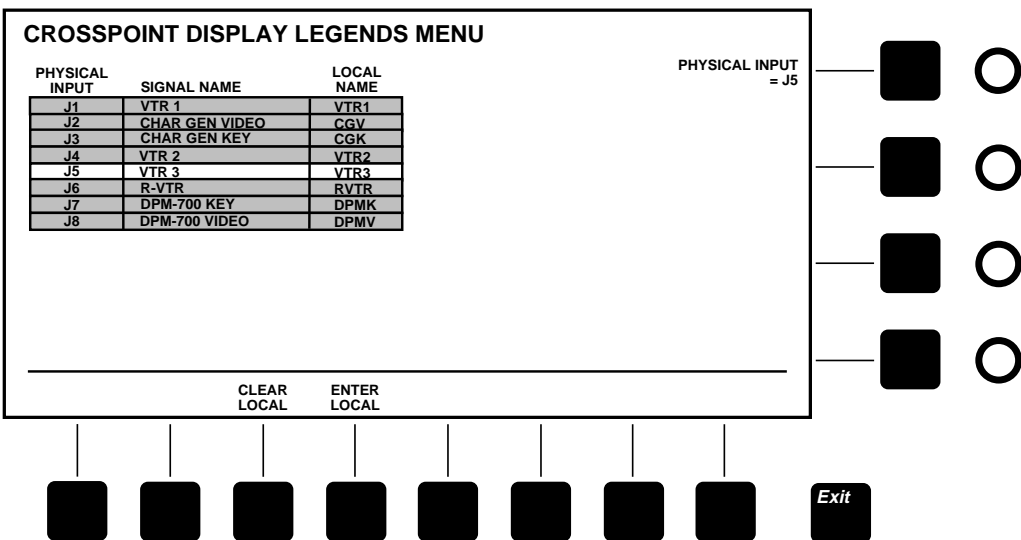 CROSSPOINT DISPLAY LEGENDS MENU
PHYSICAL INPUT SIGNAL NAME LOCAL NAME
J1 VTR 1 VTR1
J2 CHAR GEN VIDEO CGV
J3 CHAR GEN KEY CGK
J4 VTR 2 VTR2
J5 VTR 3 VTR3
J6 R-VTR RVTR
J7 DPM-700 KEY DPMK
J8 DPM-700 VIDEO DPMV
PHYSICAL INPUT
= J5
CLEAR
LOCAL
ENTER
LOCAL
Exit